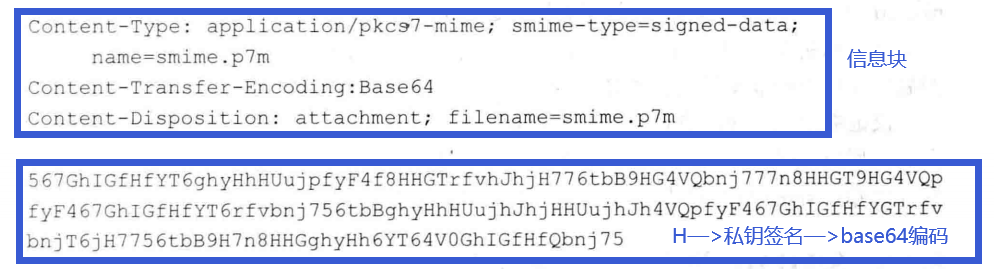 Content-Type: application/pkcs7-mime; smime-type=signed-data;
name=smime.p7m
信息块
Content-Transfer-Encoding:Base64
Content-Disposition: attachment; filename=smime.p7m
567GhIGfHfYT6ghyHhHUujpfyF4f8HHGTrfvhJhjH776tbB9HG4VQbnj777n8HHGT9HG4VQp
fyF467GhIGfHfYT6rfvbnj756tbBghyHhHUujhJhjHHUujhJh4VQpfyF467GhIGfHfYGTrfv
bnjT6jH7756tbB9H7n8HHGghyHh6YT64V0GhIGfHfQbnj75
H—>私钥签名—>base64编码